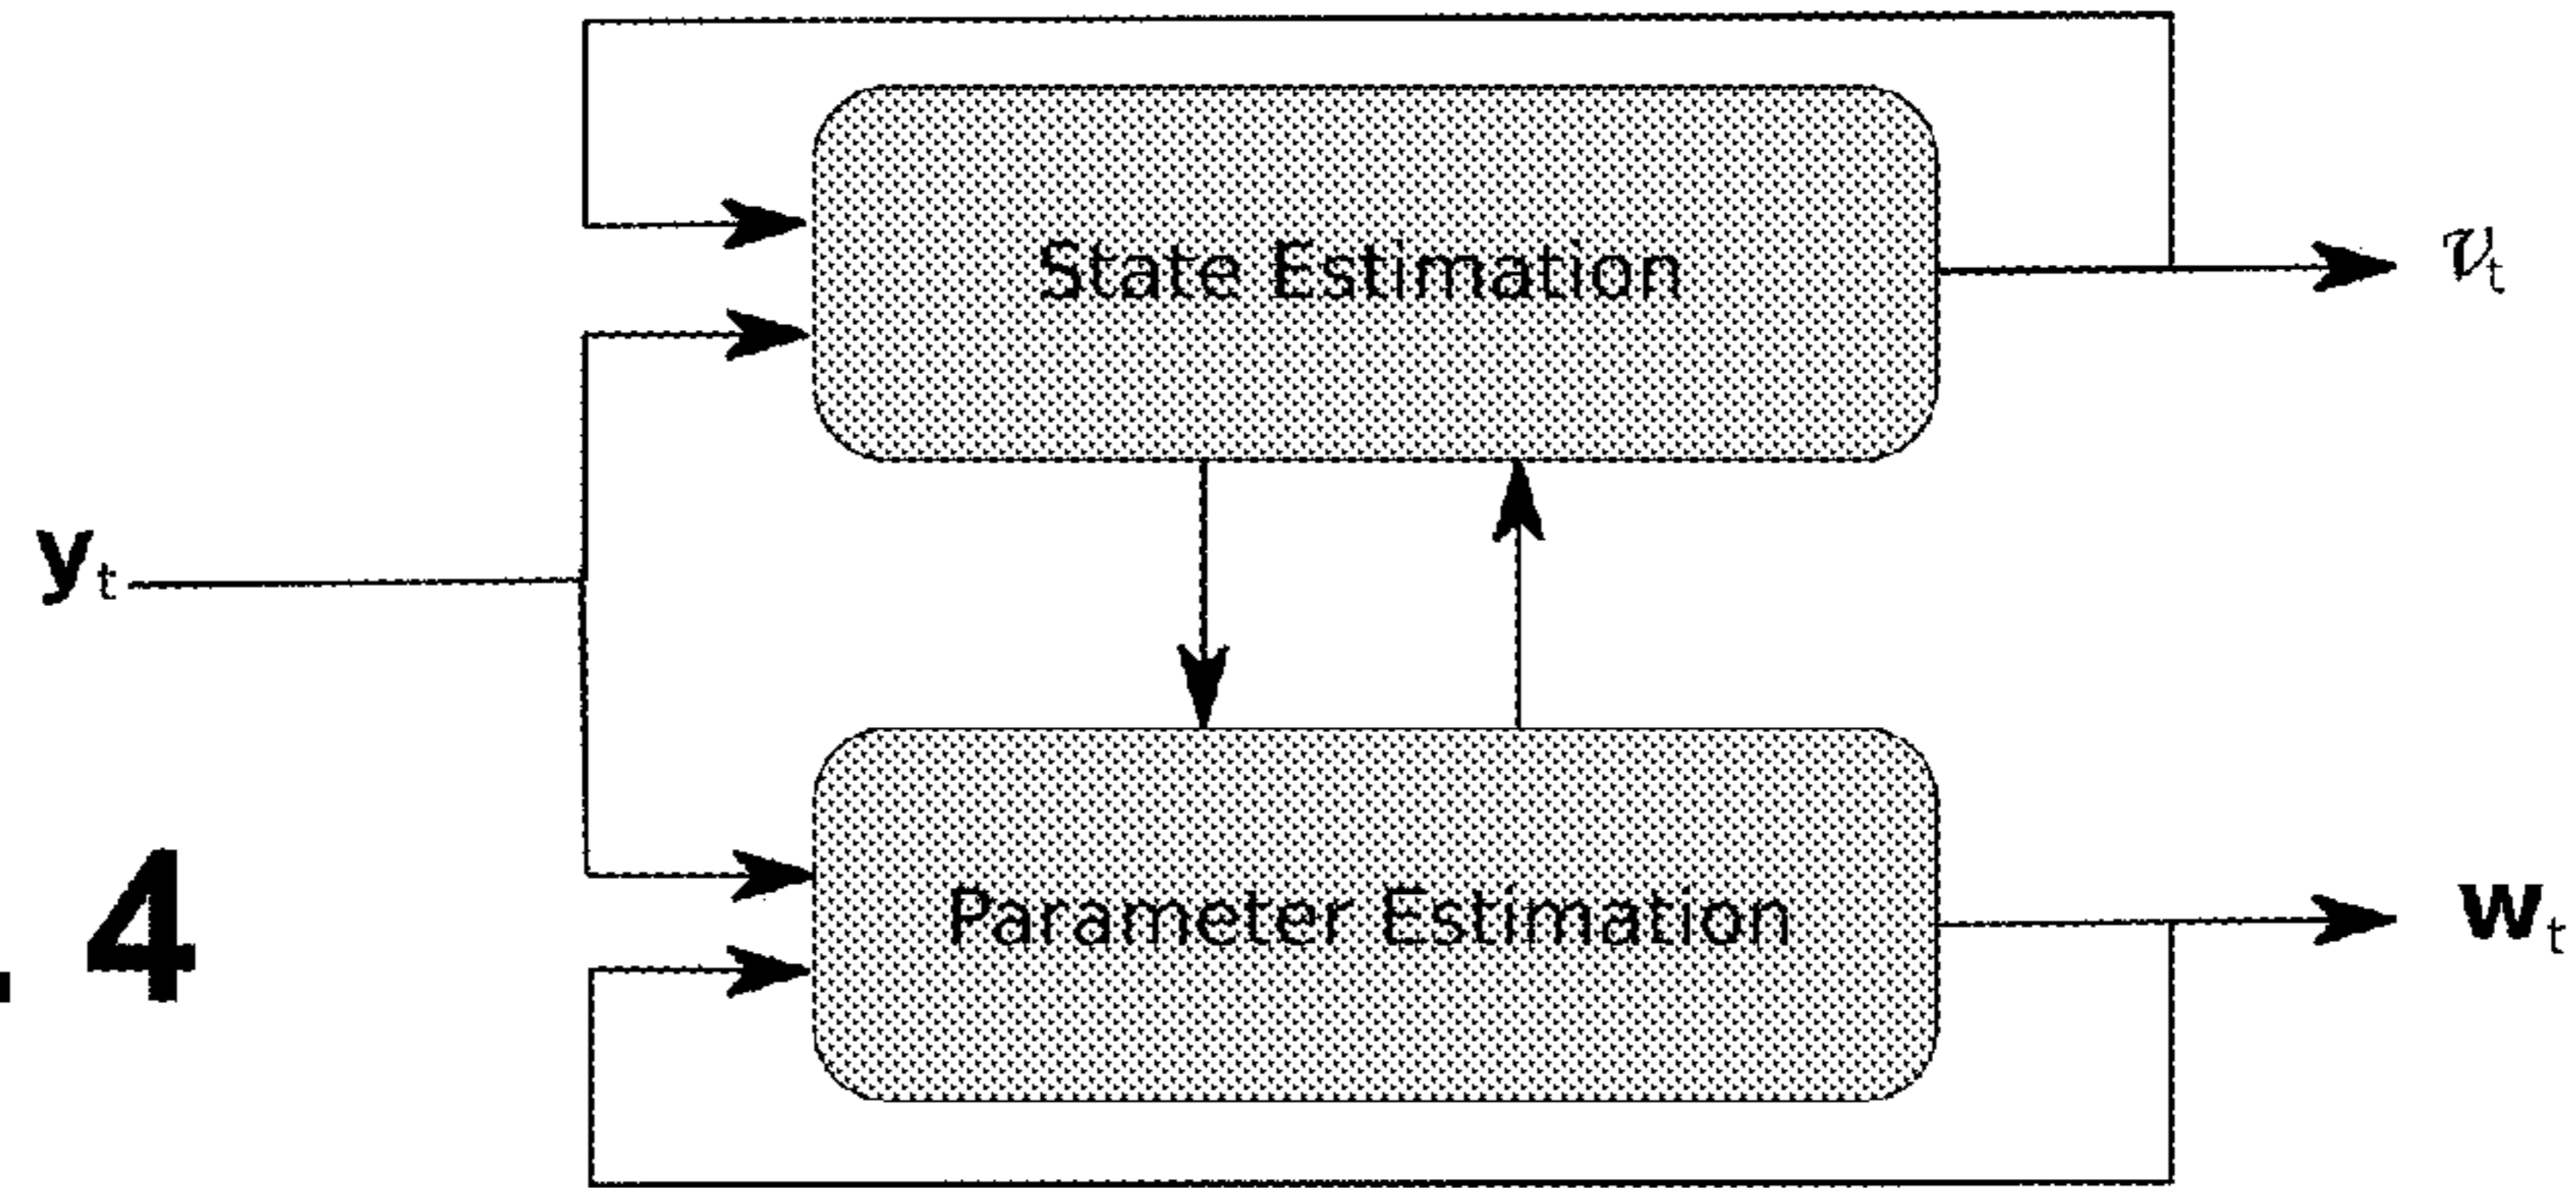 State Estimation
𝒱t
yt
Parameter Estimation
wt
. 4